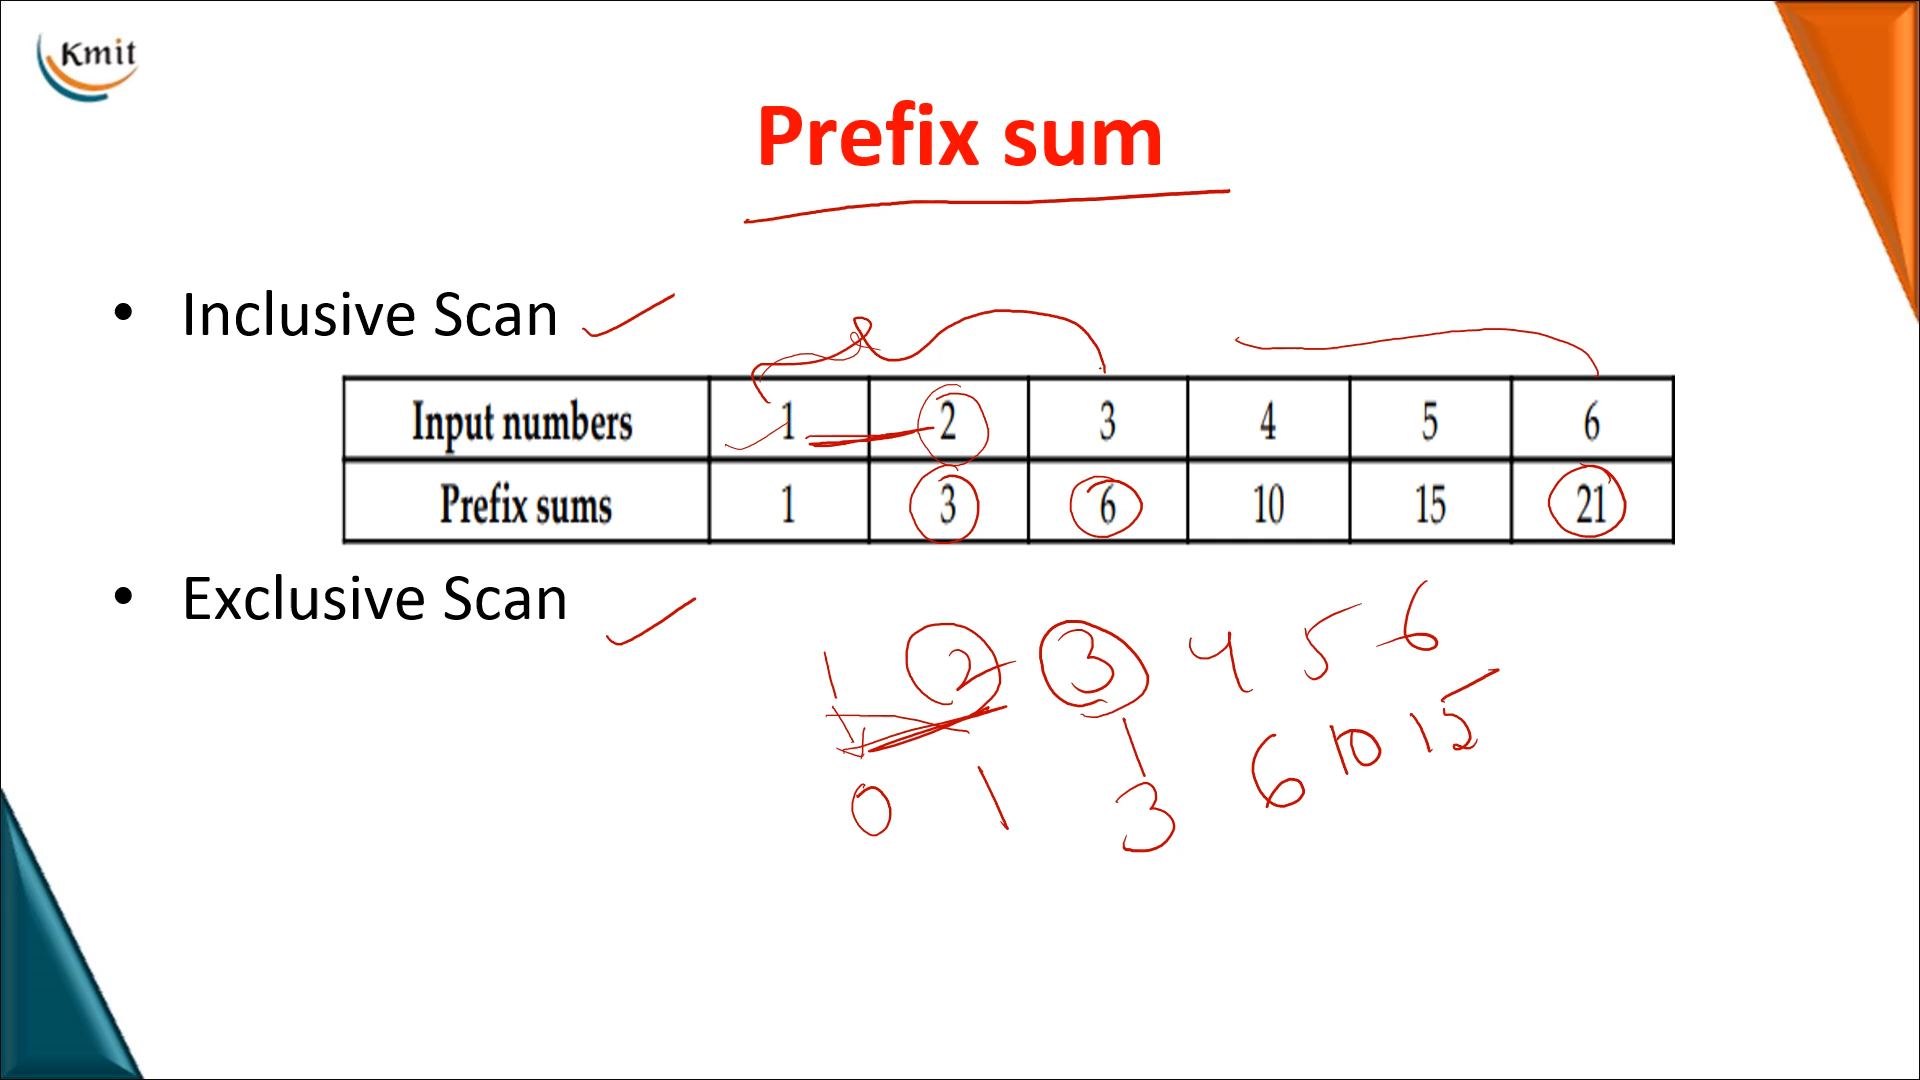 Kmit
Prefix sum
• Inclusive Scan
Input numbers 1 2 3 4 5 6
Prefix sums 1 3 6 10 15 21
• Exclusive Scan
1 2 3 4 5 6
0 1 3 6 10 15